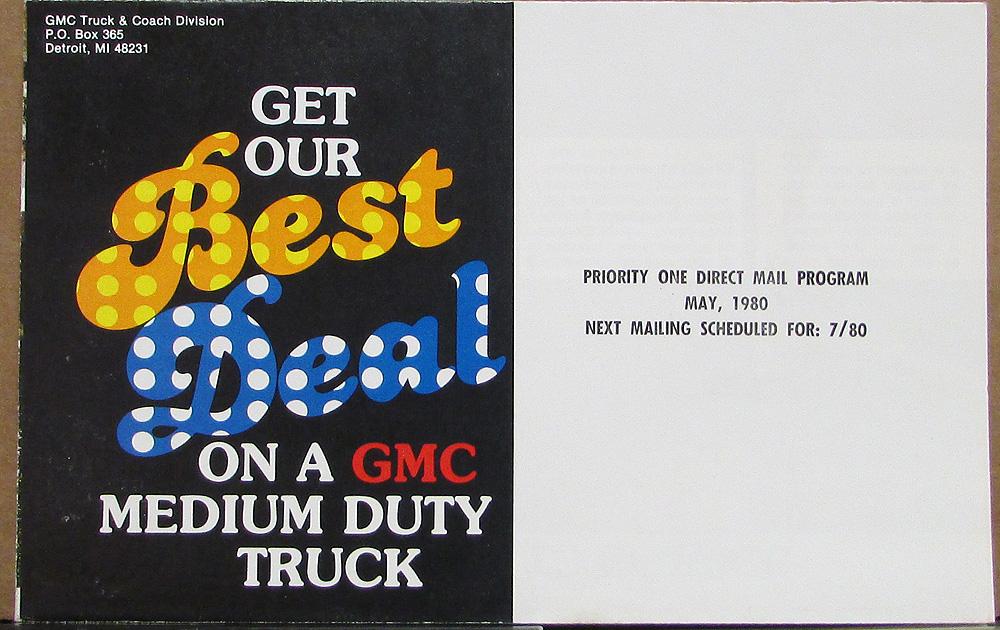 GMC Truck & Coach Division
P.O. Box 365
Detroit, MI 48231
GET
OUR
Best
Deal
ON A GMC
MEDIUM DUTY
TRUCK
PRIORITY ONE DIRECT MAIL PROGRAM
MAY, 1980
NEXT MAILING SCHEDULED FOR: 7/80